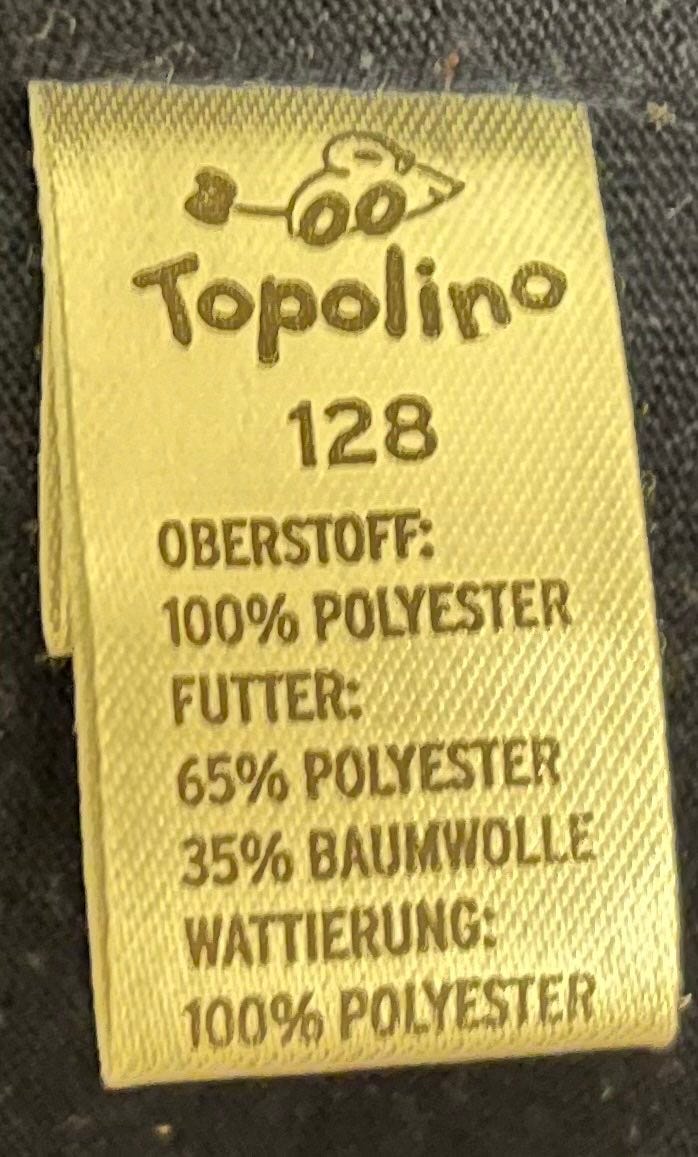 Topolino
128
OBERSTOFF:
100% POLYESTER
FUTTER:
65% POLYESTER
35% BAUMWOLLE
WATTIERUNG:
100% POLYESTER